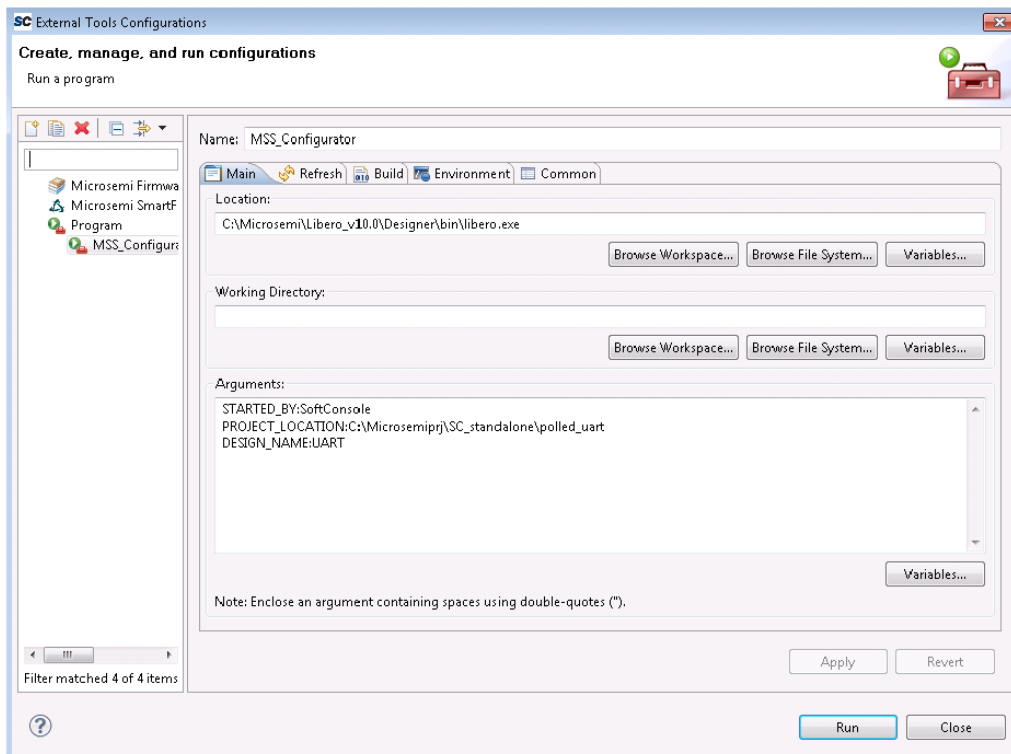 SC External Tools Configurations
Create, manage, and run configurations
Run a program
Name: MSS_Configurator
Microsemi Firmwa
Microsemi SmartF
Program
MSS_Configura
Main Refresh Build Environment Common
Location:
C:\Microsemi\Libero_v10.0\Designer\bin\libero.exe
Browse Workspace... Browse File System... Variables...
Working Directory:
Browse Workspace... Browse File System... Variables...
Arguments:
STARTED_BY:SoftConsole
PROJECT_LOCATION:C:\Microsemiprj\SC_standalone\polled_uart
DESIGN_NAME:UART
Variables...
Note: Enclose an argument containing spaces using double-quotes (").
Filter matched 4 of 4 items
Apply Revert
Run Close